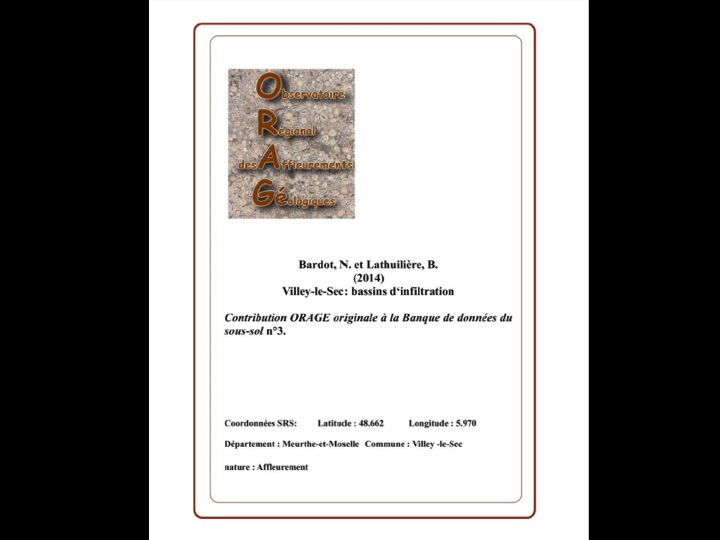 Observatoire
Régional
des Affleurements
Géologiques
Bardot, N. et Lathuilière, B.
(2014)
Villey-le-Sec: bassins d‘infiltration
Contribution ORAGE originale à la Banque de données du
sous-sol n°3.
Coordonnées SRS: Latitude : 48.662 Longitude : 5.970
Département : Meurthe-et-Moselle Commune : Villey -le-Sec
nature : Affleurement